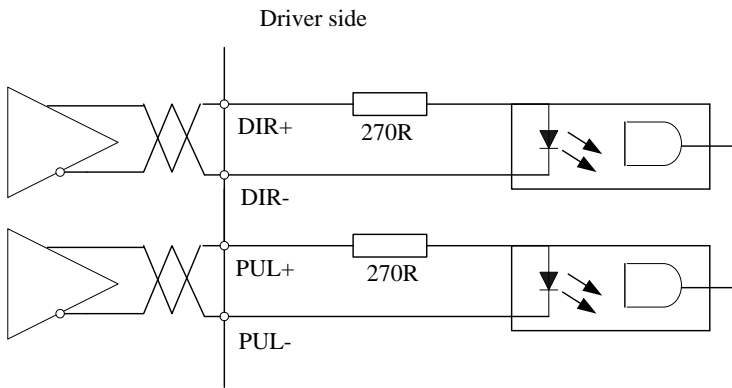 Driver side
DIR+
270R
DIR-
PUL+
270R
PUL-